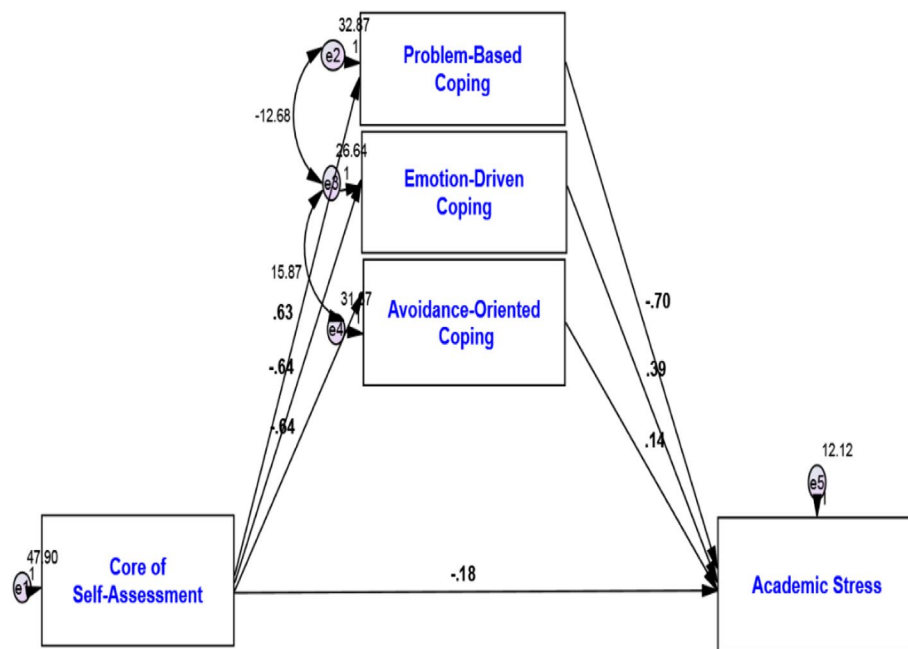 32.87
e2
1
Problem-Based
Coping
-12.68
26.64
e3
1
Emotion-Driven
Coping
15.87
.63
31.87
e4
1
Avoidance-Oriented
Coping
-.70
-.64
.39
-.64
.14
12.12
e5
1
47.90
1
e1
Core of
Self-Assessment
-.18
Academic Stress